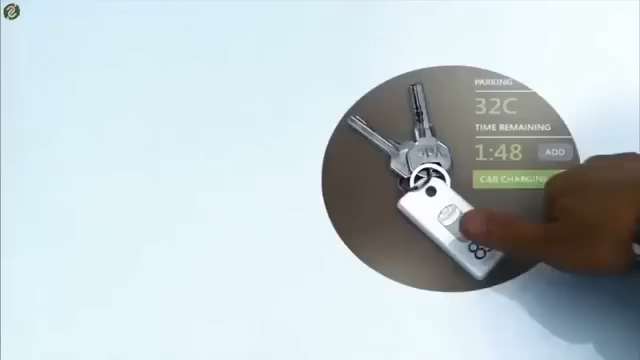 PARKING
32C
TIME REMAINING
1:48 ADD
CAR CHARGING